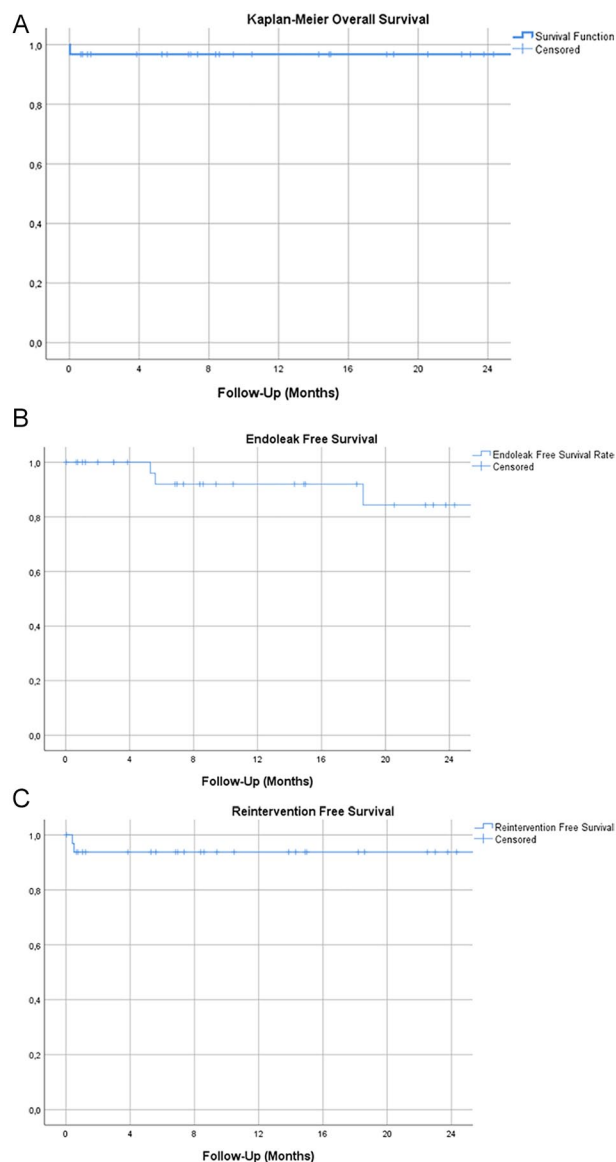 A
Kaplan-Meier Overall Survival
Survival Function
Censored
1,0
0,8
0,6
0,4
0,2
0,0
0 4 8 12 16 20 24
Follow-Up (Months)
B
Endoleak Free Survival
Endoleak Free Survival Rate
Censored
1,0
0,8
0,6
0,4
0,2
0,0
0 4 8 12 16 20 24
Follow-Up (Months)
C
Reintervention Free Survival
Reintervention Free Survival
Censored
1,0
0,8
0,6
0,4
0,2
0,0
0 4 8 12 16 20 24
Follow-Up (Months)